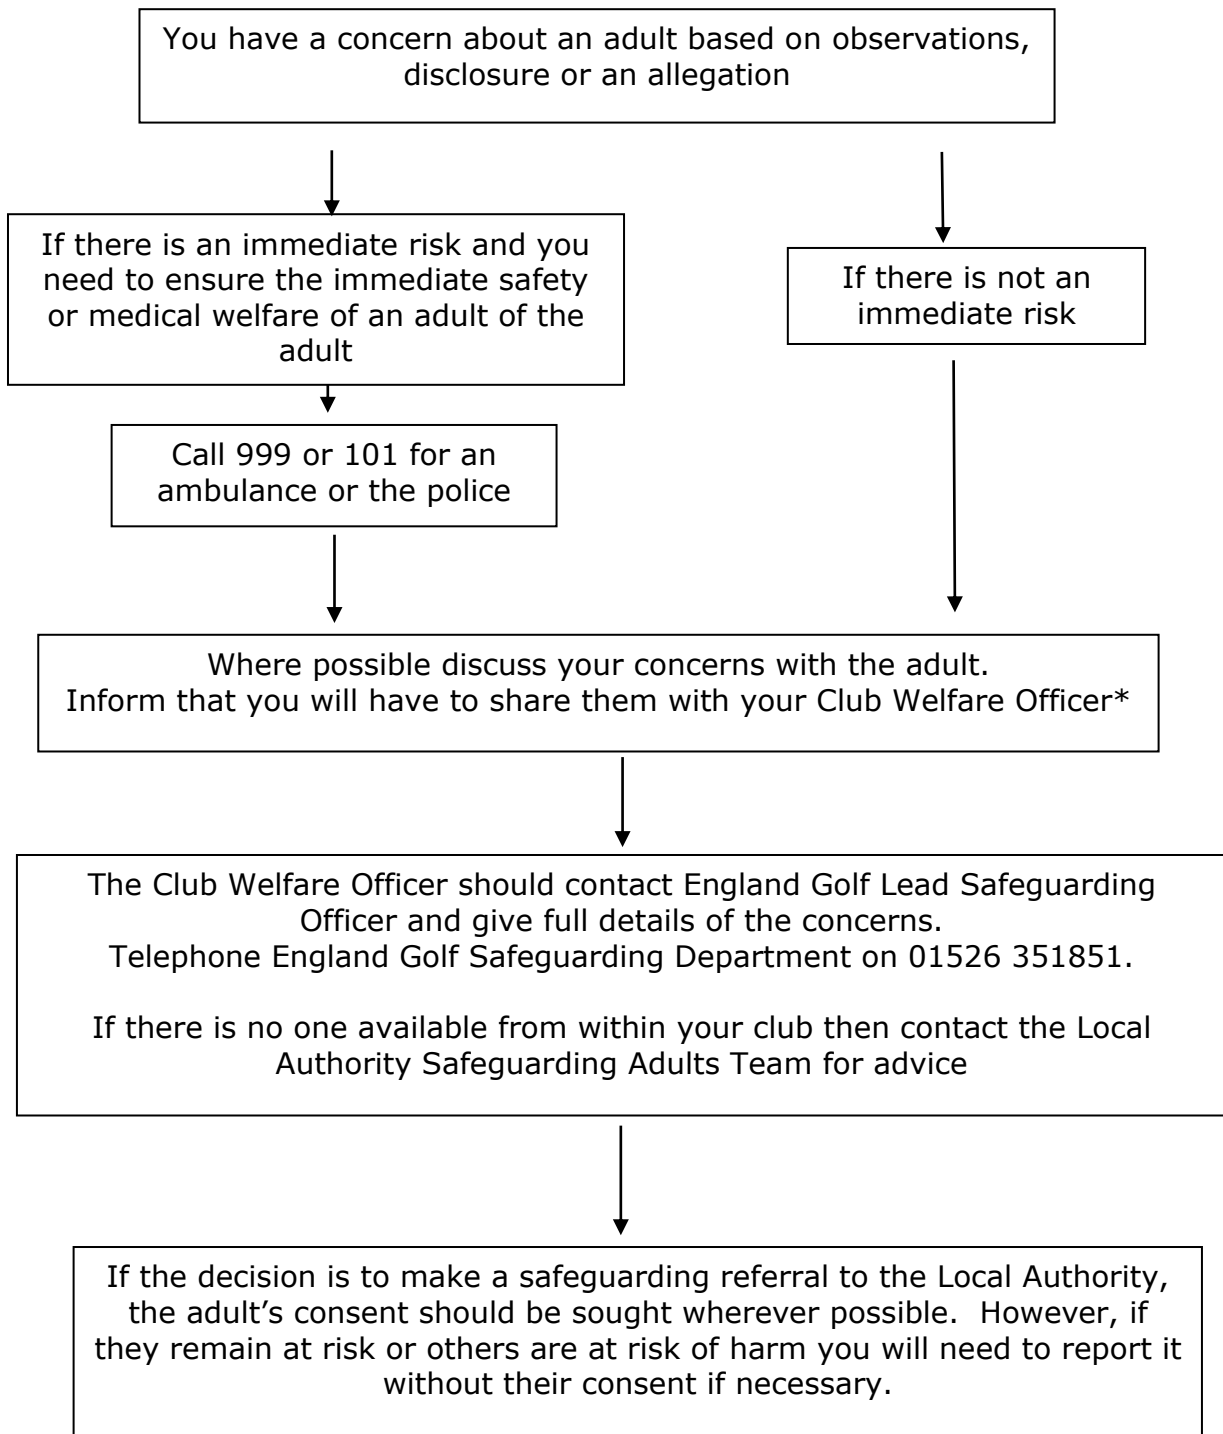 You have a concern about an adult based on observations,
disclosure or an allegation
If there is an immediate risk and you
need to ensure the immediate safety
or medical welfare of an adult of the
adult
If there is not an
immediate risk
Call 999 or 101 for an
ambulance or the police
Where possible discuss your concerns with the adult.
Inform that you will have to share them with your Club Welfare Officer*
The Club Welfare Officer should contact England Golf Lead Safeguarding
Officer and give full details of the concerns.
Telephone England Golf Safeguarding Department on 01526 351851.
If there is no one available from within your club then contact the Local
Authority Safeguarding Adults Team for advice
If the decision is to make a safeguarding referral to the Local Authority,
the adult’s consent should be sought wherever possible.  However, if
they remain at risk or others are at risk of harm you will need to report it
without their consent if necessary.